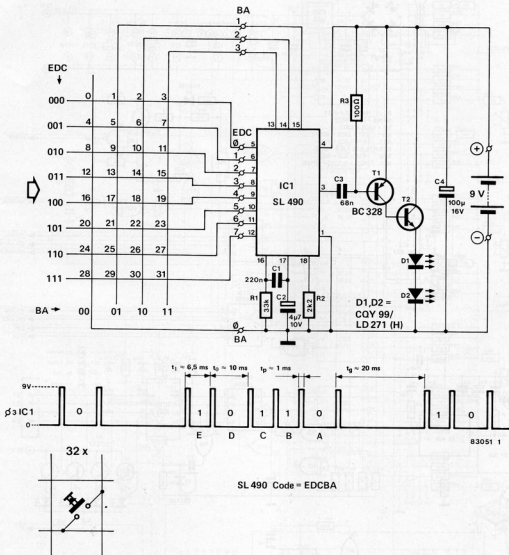 BA
1
2
3
EDC
0 1 2 3
000
4 5 6 7
001
8 9 10 11
010
12 13 14 15
011
16 17 18 19
100
20 21 22 23
101
24 25 26 27
110
28 29 30 31
111
BA 00 01 10 11
Ø
BA
EDC
Ø 5
1 6
2 7
3 8
4 9
5 10
6 11
7 12
13 14 15
4
IC1
SL 490
3
1
16 17 18
R3
100Ω
C3
68n
T1
BC 328
T2
C4
100µ
16V
+
9 V
−
C1
220n
R1
33k
C2
4µ7
10V
R2
2k2
D1
D2
D1,D2 =
CQY 99/
LD 271 (H)
t1 ≈ 6,5 ms t0 ≈ 10 ms tp ≈ 1 ms tg ≈ 20 ms
9V
ø3 IC1
0
0 1 0 1 1 0 1 0
E D C B A
83051 1
32 x
SL 490 Code = EDCBA